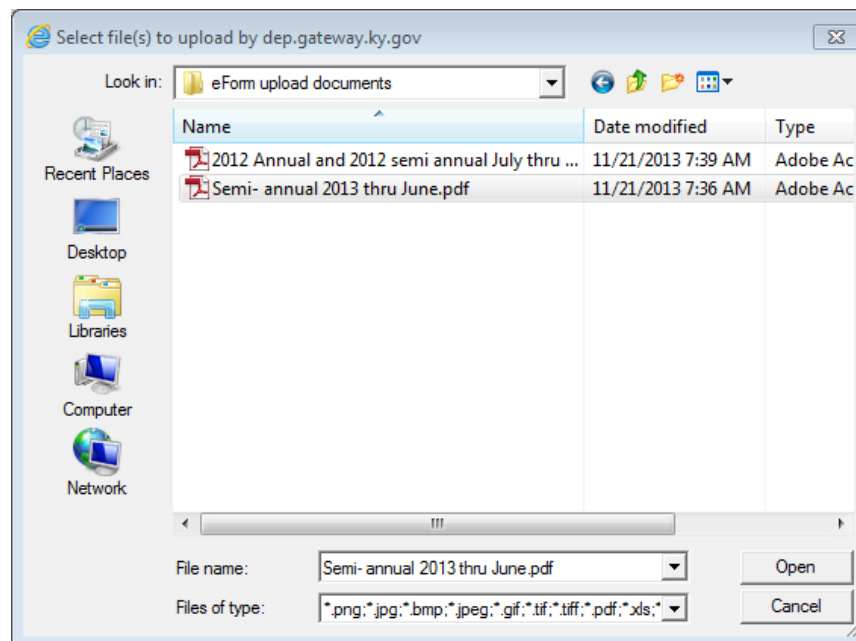 Select file(s) to upload by dep.gateway.ky.gov
Look in: eForm upload documents
Name Date modified Type
2012 Annual and 2012 semi annual July thru ... 11/21/2013 7:39 AM Adobe Ac
Semi- annual 2013 thru June.pdf 11/21/2013 7:36 AM Adobe Ac
Recent Places
Desktop
Libraries
Computer
Network
File name: Semi- annual 2013 thru June.pdf Open
Files of type: *.png;*.jpg;*.bmp;*.jpeg;*.gif;*.tif;*.tiff;*.pdf;*.xls;* Cancel